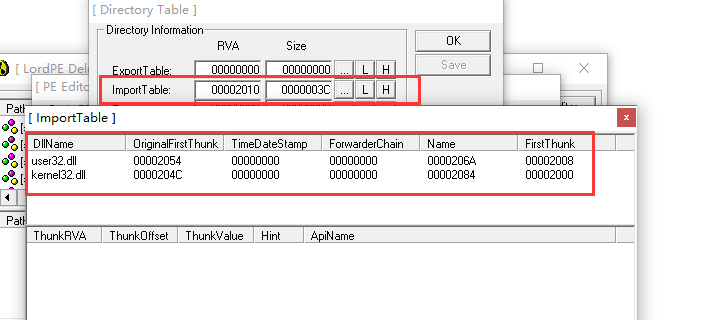 [ Directory Table ]
Directory Information
RVA Size
OK
ExportTable: 00000000 00000000 ... L H
Save
[ LordPE Delu
[ PE Editor
ImportTable: 00002010 0000003C ... L H
Path
[ ImportTable ]
DllName OriginalFirstThunk TimeDateStamp ForwarderChain Name FirstThunk
user32.dll 00002054 00000000 00000000 0000206A 00002008
kernel32.dll 0000204C 00000000 00000000 00002084 00002000
Path
ThunkRVA ThunkOffset ThunkValue Hint ApiName